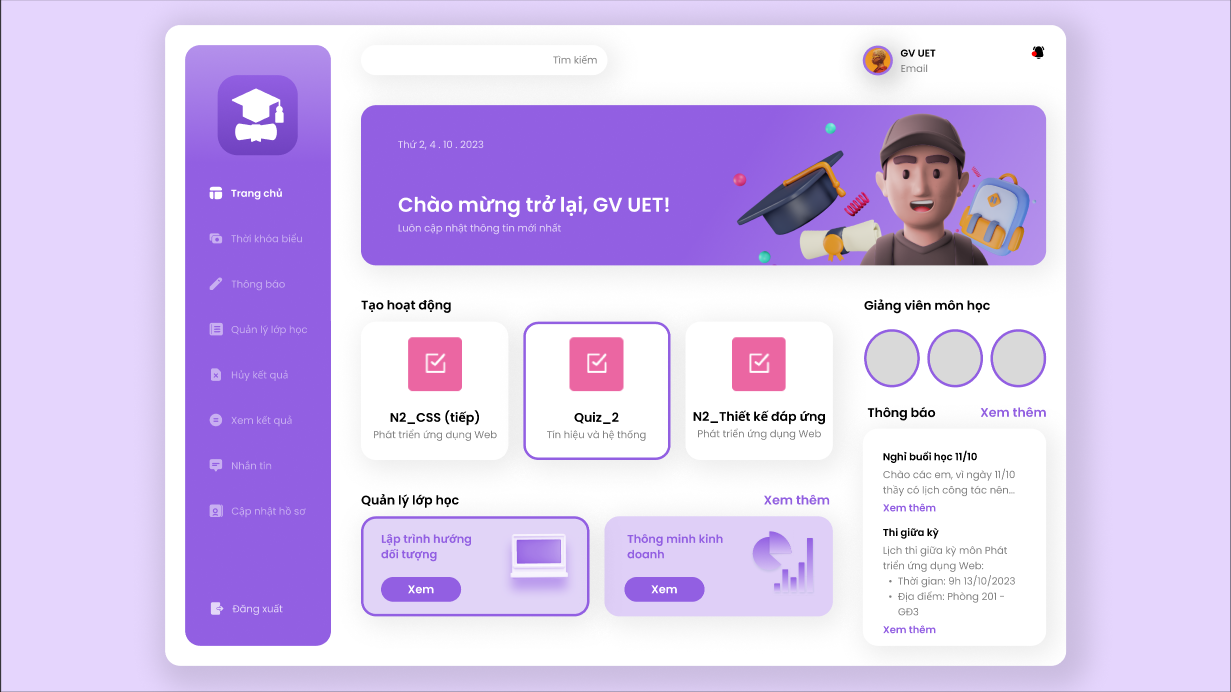 Trang chủ
Thời khóa biểu
Thông báo
Quản lý lớp học
Hủy kết quả
Xem kết quả
Nhắn tin
Cập nhật hồ sơ
Đăng xuất
Tìm kiếm
GV UET
Email
Thứ 2, 4 . 10 . 2023
Chào mừng trở lại, GV UET!
Luôn cập nhật thông tin mới nhất
Tạo hoạt động
N2_CSS (tiếp)
Phát triển ứng dụng Web
Quiz_2
Tín hiệu và hệ thống
N2_Thiết kế đáp ứng
Phát triển ứng dụng Web
Quản lý lớp học
Xem thêm
Lập trình hướng
đối tượng
Xem
Thông minh kinh
doanh
Xem
Giảng viên môn học
Thông báo
Xem thêm
Nghỉ buổi học 11/10
Chào các em, vì ngày 11/10
thầy có lịch công tác nên...
Xem thêm
Thi giữa kỳ
Lịch thi giữa kỳ môn Phát
triển ứng dụng Web:
• Thời gian: 9h 13/10/2023
• Địa điểm: Phòng 201 -
GĐ3
Xem thêm